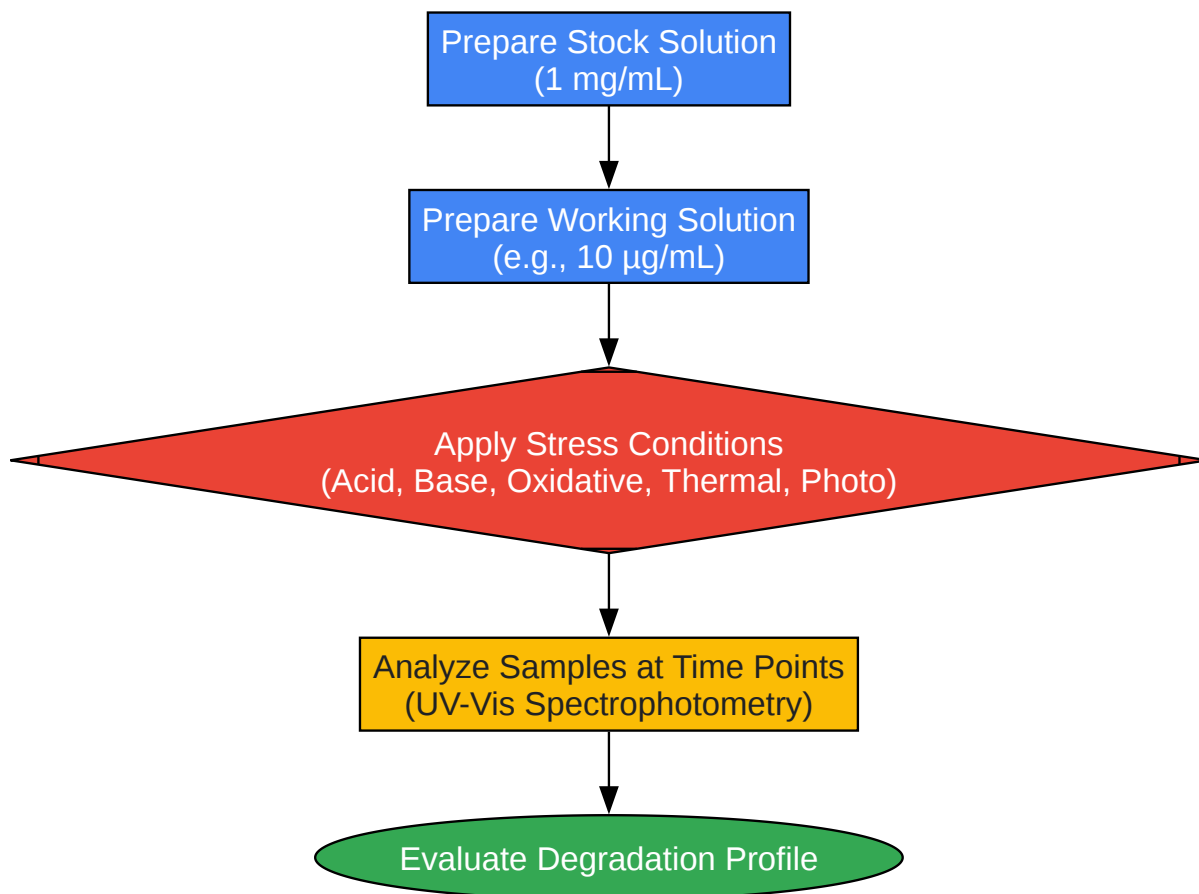 Prepare Stock Solution
(1 mg/mL)
Prepare Working Solution
(e.g., 10 µg/mL)
Apply Stress Conditions
(Acid, Base, Oxidative, Thermal, Photo)
Analyze Samples at Time Points
(UV-Vis Spectrophotometry)
Evaluate Degradation Profile